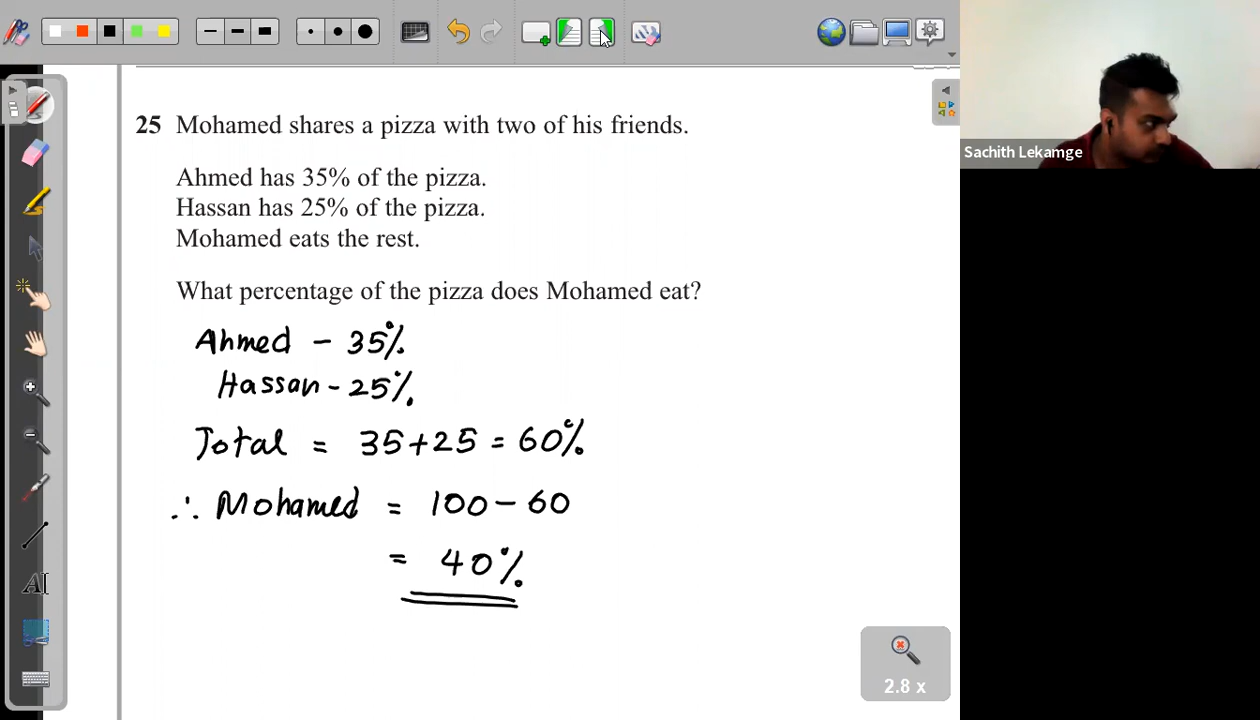 25 Mohamed shares a pizza with two of his friends.
Ahmed has 35% of the pizza.
Hassan has 25% of the pizza.
Mohamed eats the rest.
What percentage of the pizza does Mohamed eat?
Ahmed - 35%
Hassan - 25%
Total = 35+25 = 60%
∴ Mohamed = 100 - 60
= 40%
AI
2.8 x
Sachith Lekamge